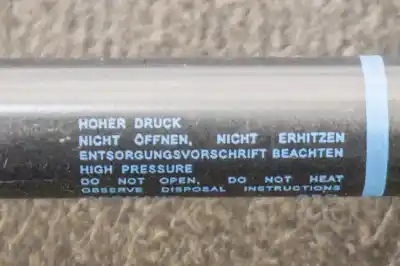 HOHER DRUCK
NICHT ÖFFNEN, NICHT ERHITZEN
ENTSORGUNGSVORSCHRIFT BEACHTEN
HIGH PRESSURE
DO NOT OPEN, DO NOT HEAT
OBSERVE DISPOSAL INSTRUCTIONS